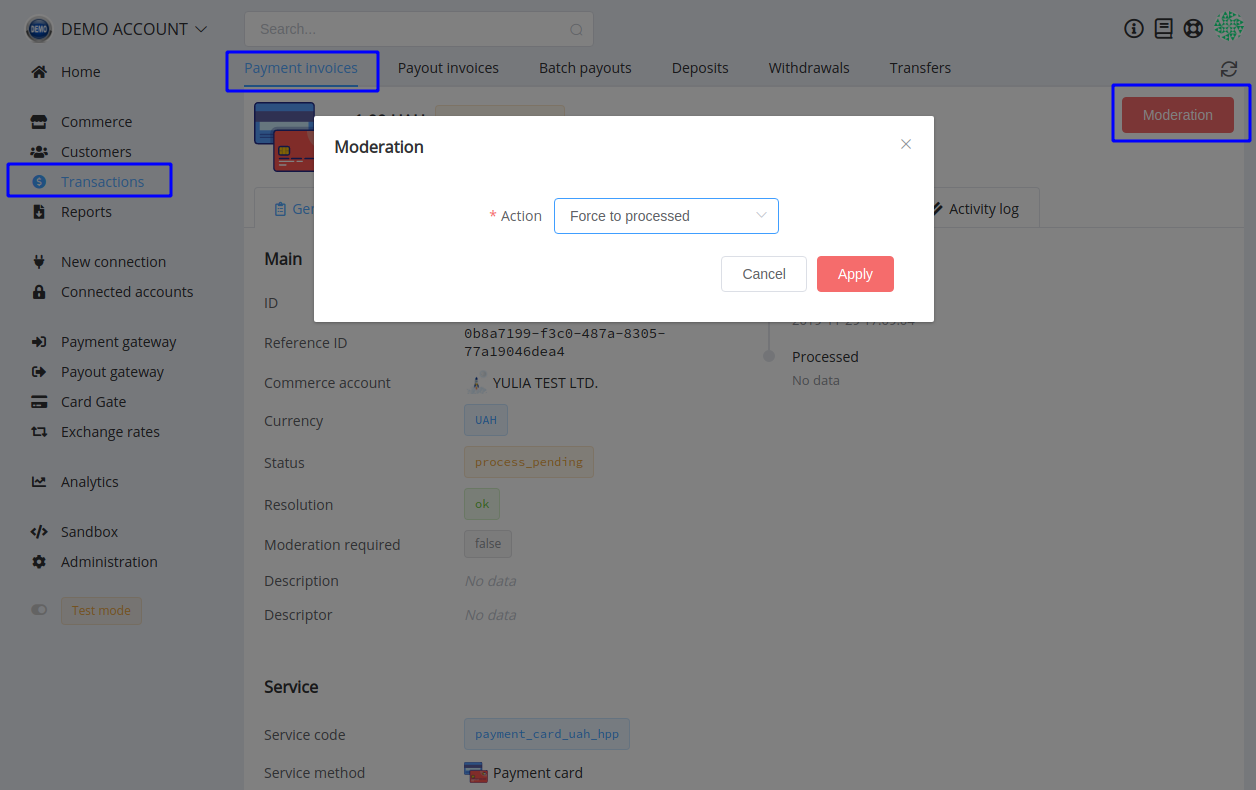 DEMO
DEMO ACCOUNT
Search...
Home
Commerce
Customers
Transactions
Reports
New connection
Connected accounts
Payment gateway
Payout gateway
Card Gate
Exchange rates
Analytics
Sandbox
Administration
Test mode
Payment invoices
Payout invoices
Batch payouts
Deposits
Withdrawals
Transfers
Moderation
Moderation
* Action
Force to processed
Cancel
Apply
Activity log
Main
ID
Reference ID
0b8a7199-f3c0-487a-8305-
77a19046dea4
Commerce account
YULIA TEST LTD.
Currency
UAH
Status
process_pending
Resolution
ok
Moderation required
false
Description
No data
Descriptor
No data
Processed
No data
Service
Service code
payment_card_uah_hpp
Service method
Payment card